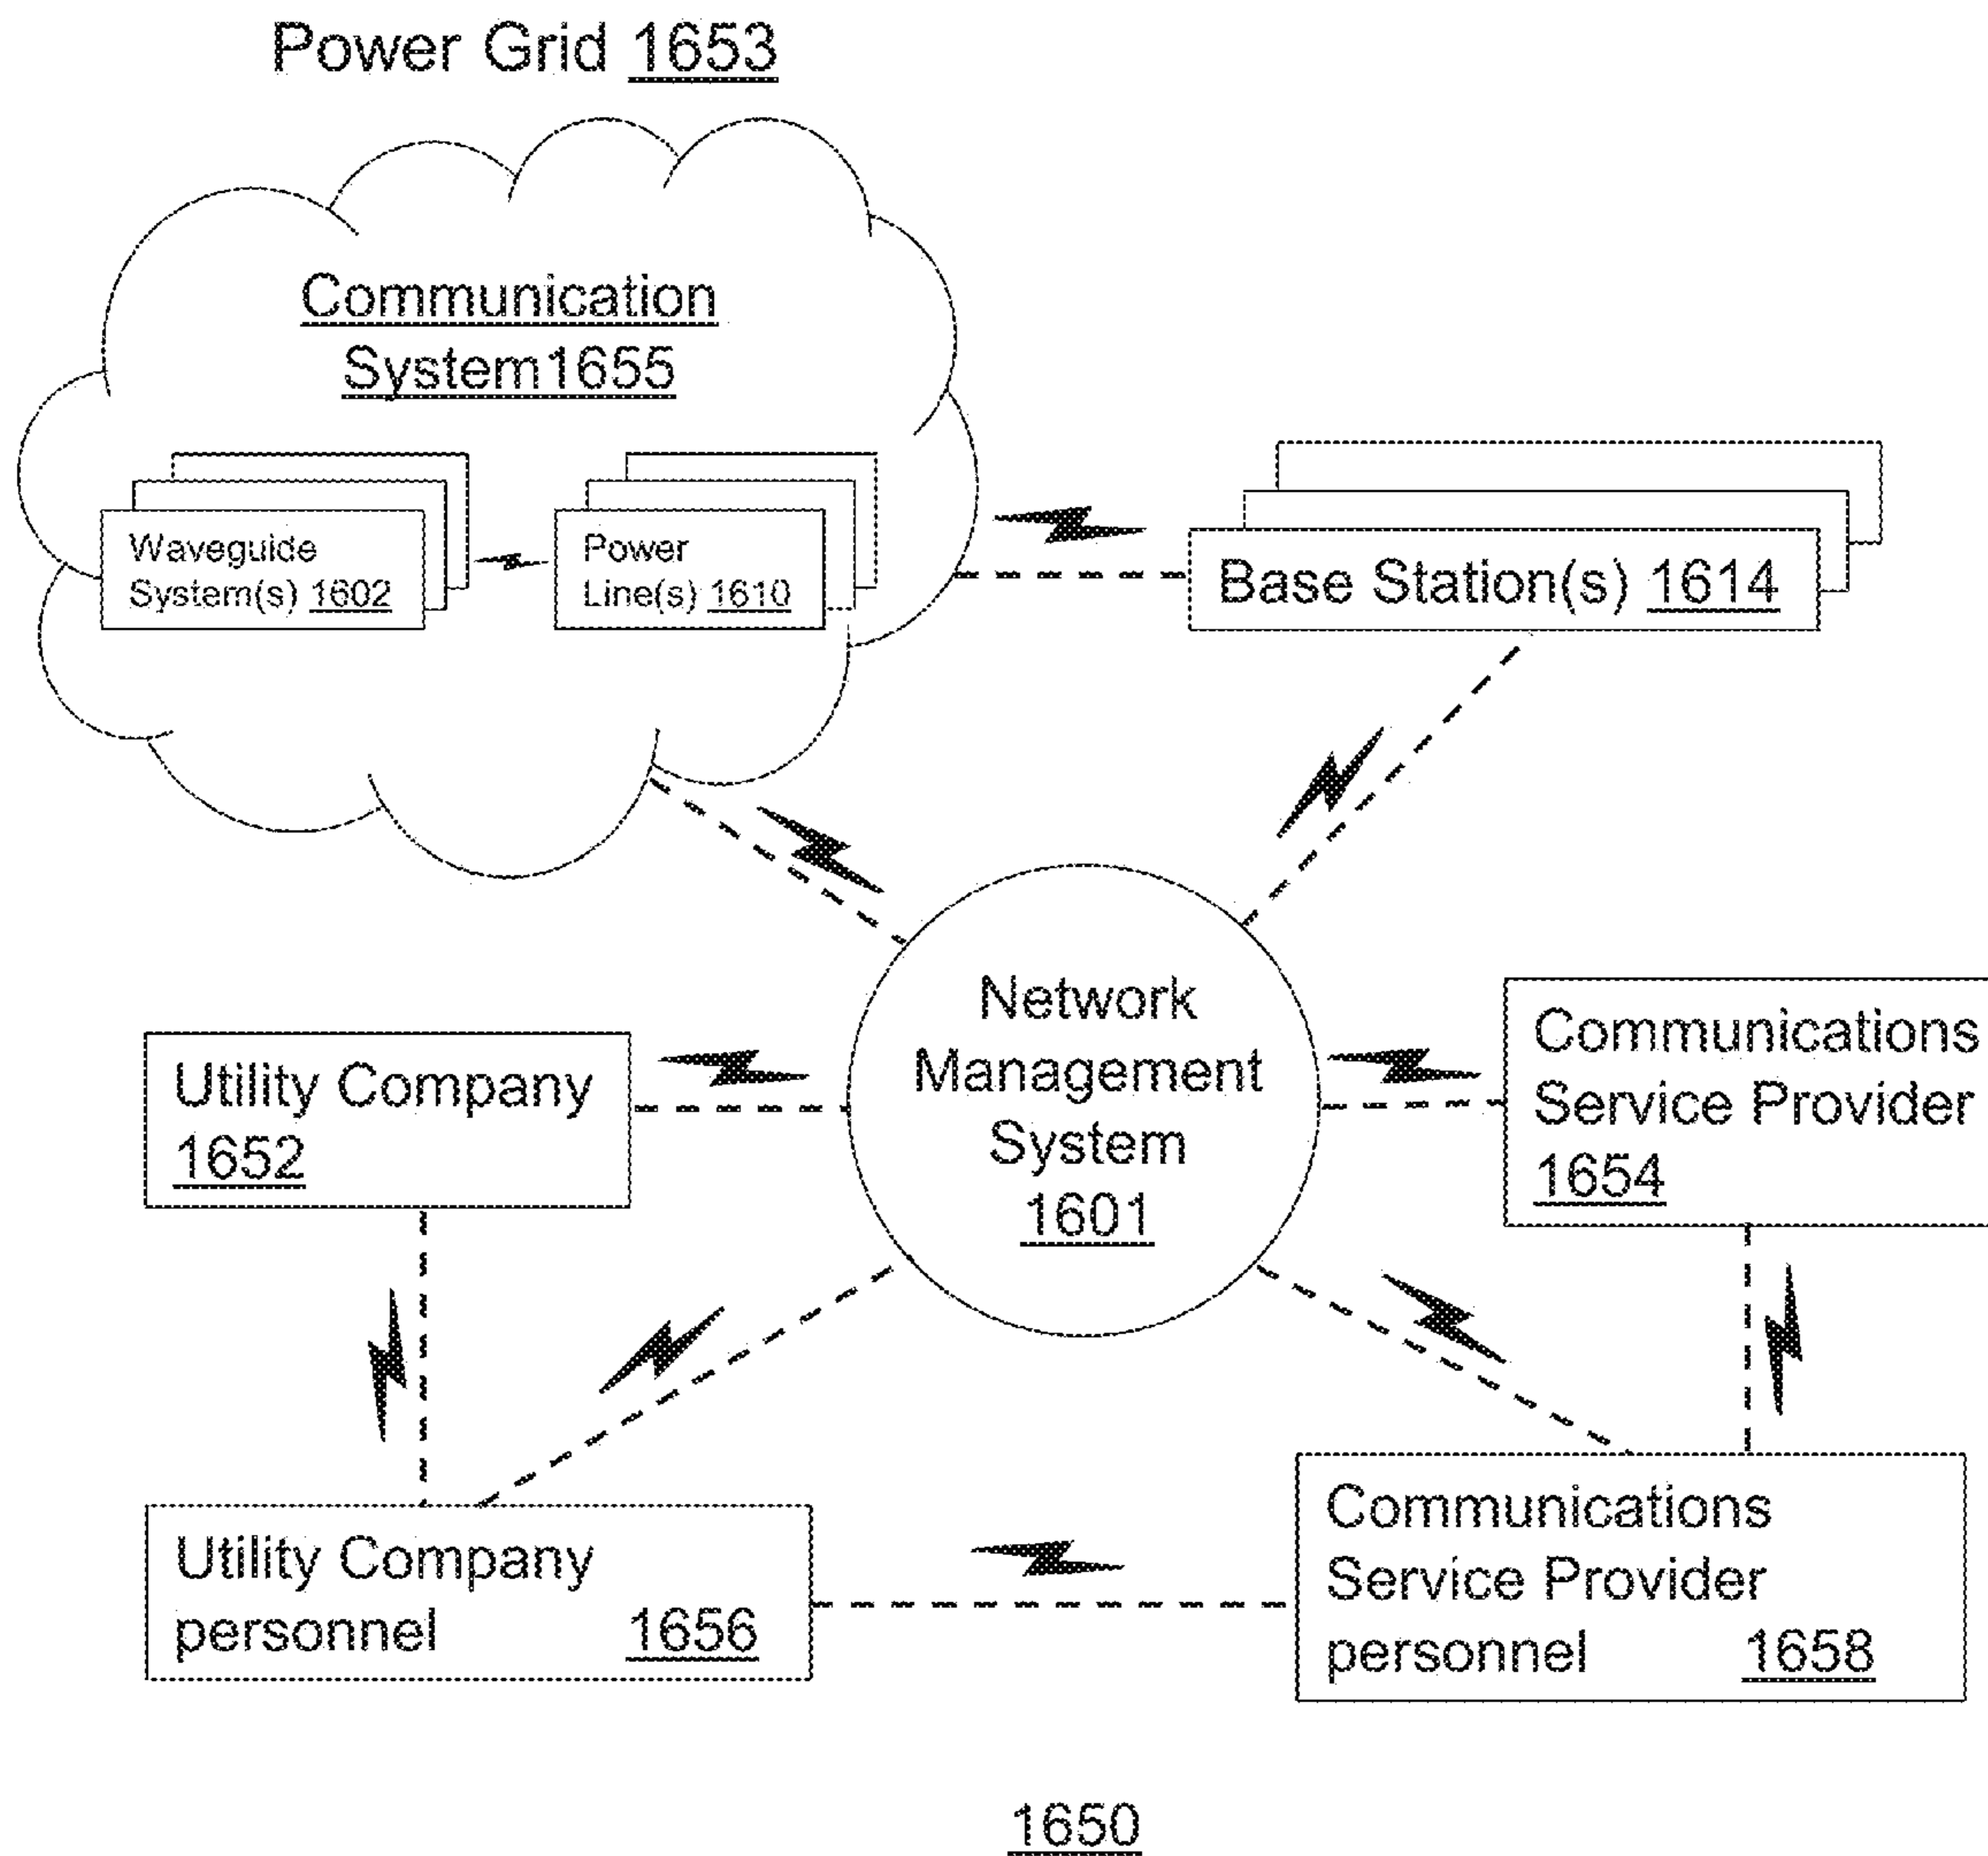 Power Grid 1653
Communication
System1655
Waveguide
System(s) 1602
Power
Line(s) 1610
Base Station(s) 1614
Network
Management
System
1601
Utility Company
1652
Communications
Service Provider
1654
Utility Company
personnel 1656
Communications
Service Provider
personnel 1658
1650